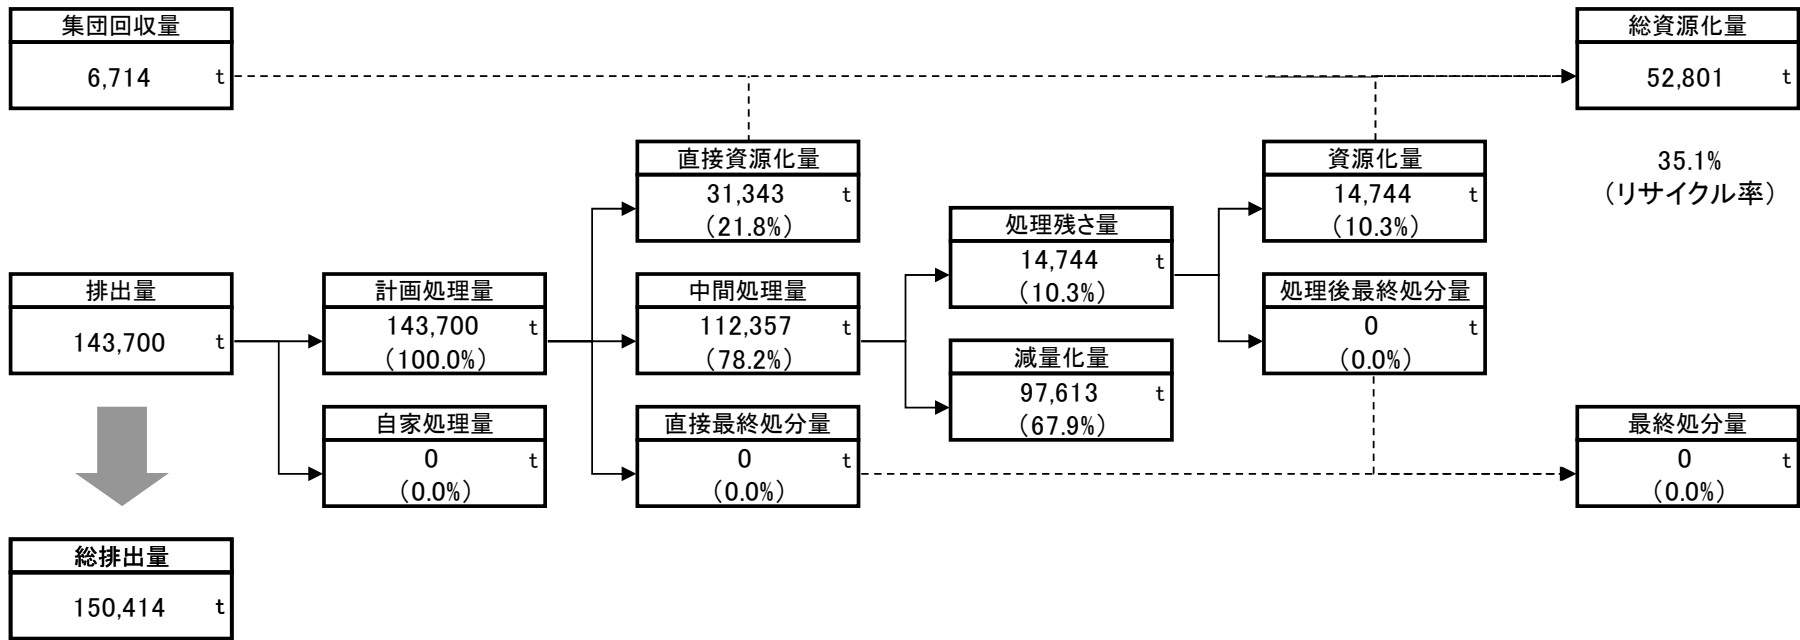 集団回収量
6,714 t
総資源化量
52,801 t
35.1%
（リサイクル率）
直接資源化量
31,343 t
（21.8%）
資源化量
14,744 t
（10.3%）
処理残さ量
14,744 t
（10.3%）
排出量
143,700 t
計画処理量
143,700 t
（100.0%）
中間処理量
112,357 t
（78.2%）
処理後最終処分量
0 t
（0.0%）
減量化量
97,613 t
（67.9%）
自家処理量
0 t
（0.0%）
直接最終処分量
0 t
（0.0%）
最終処分量
0 t
（0.0%）
総排出量
150,414 t